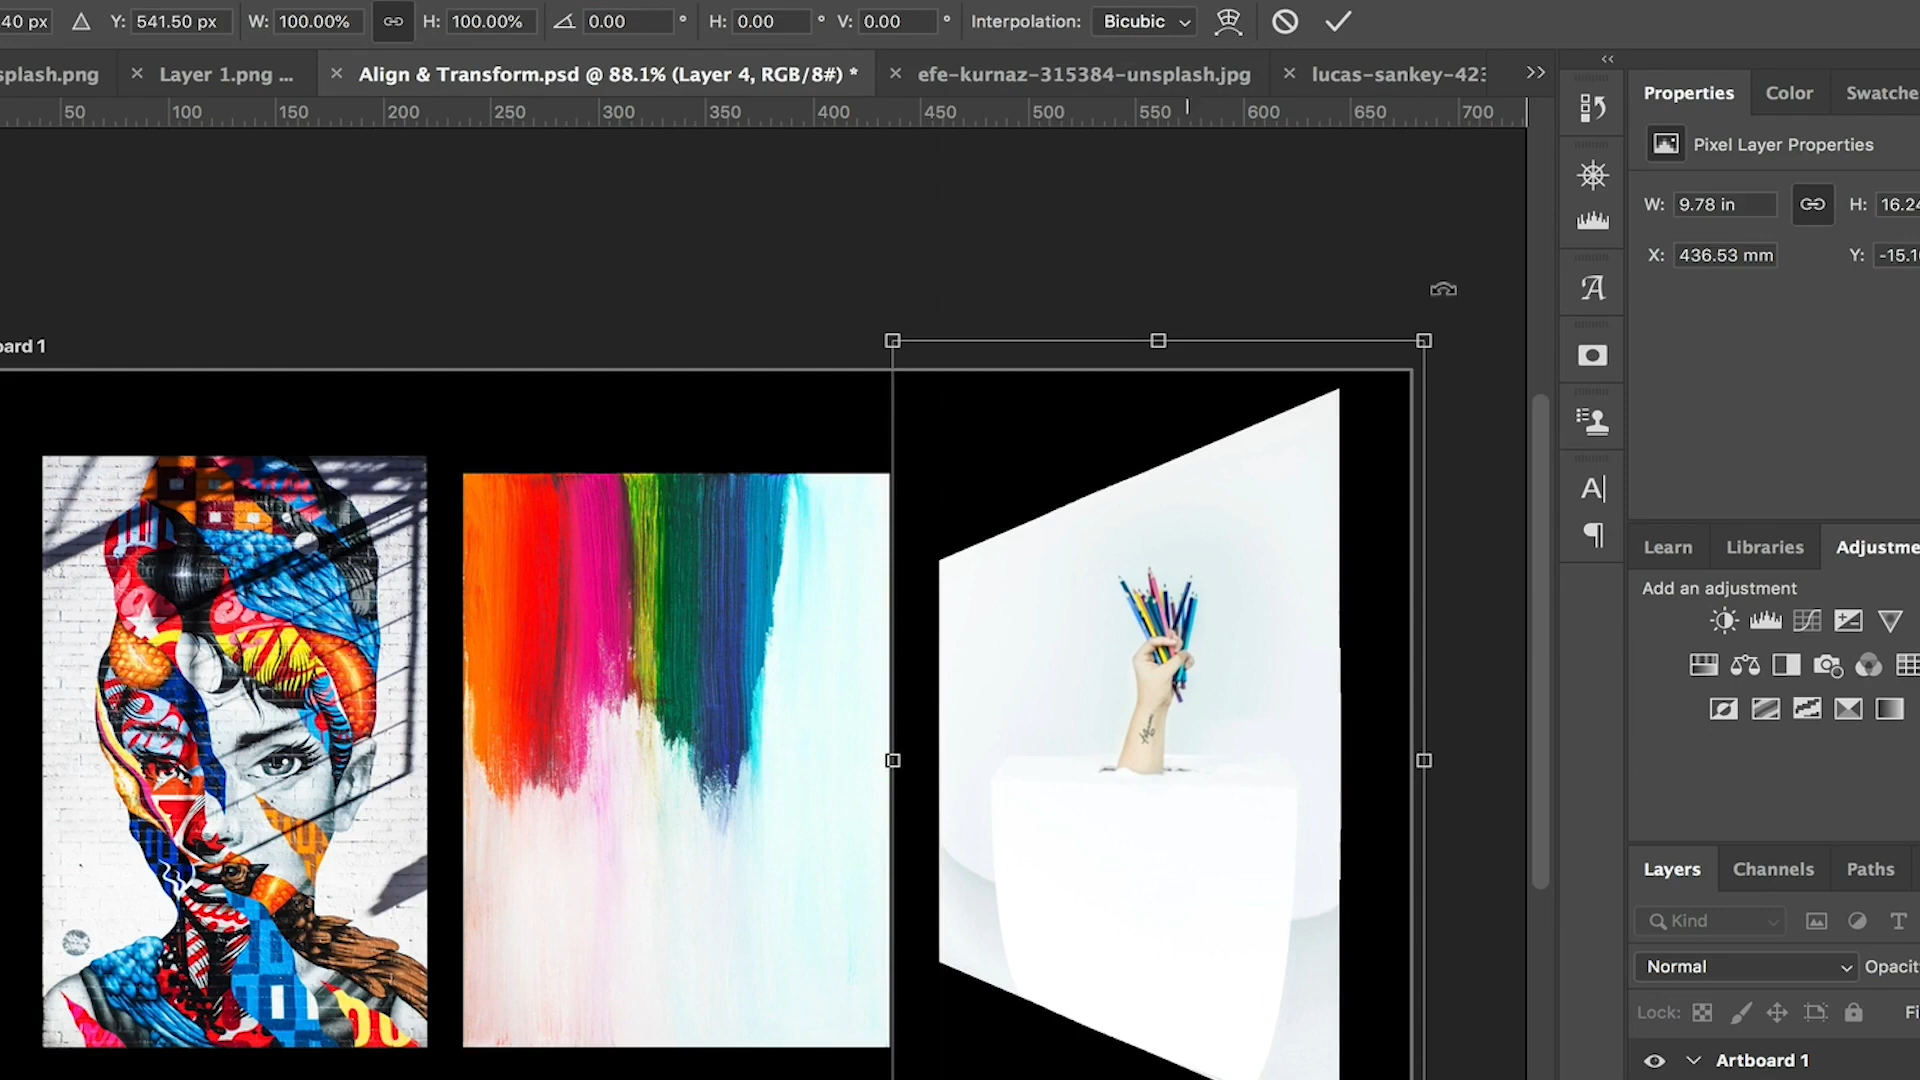 40 px Y: 541.50 px W: 100.00% H: 100.00% 0.00 ° H: 0.00 ° V: 0.00 ° Interpolation: Bicubic
splash.png × Layer 1.png ... × Align & Transform.psd @ 88.1% (Layer 4, RGB/8#) * × efe-kurnaz-315384-unsplash.jpg × lucas-sankey-423 >>
50 100 150 200 250 300 350 400 450 500 550 600 650 700
Properties Color Swatche
Pixel Layer Properties
W: 9.78 in H: 16.24
X: 436.53 mm Y: -15.1
oard 1
Learn Libraries Adjustme
Add an adjustment
Layers Channels Paths
Kind
Normal Opacit
Lock: Fi
Artboard 1